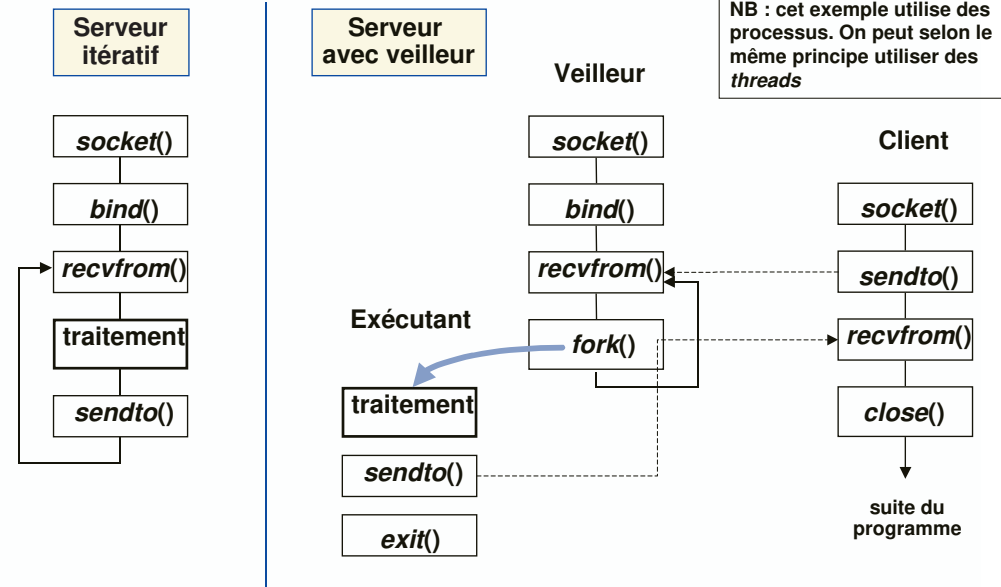 Serveur
itératif
socket()
bind()
recvfrom()
traitement
sendto()
Serveur
avec veilleur
NB : cet exemple utilise des
processus. On peut selon le
même principe utiliser des
threads
Veilleur
socket()
bind()
recvfrom()
fork()
Exécutant
traitement
sendto()
exit()
Client
socket()
sendto()
recvfrom()
close()
suite du
programme